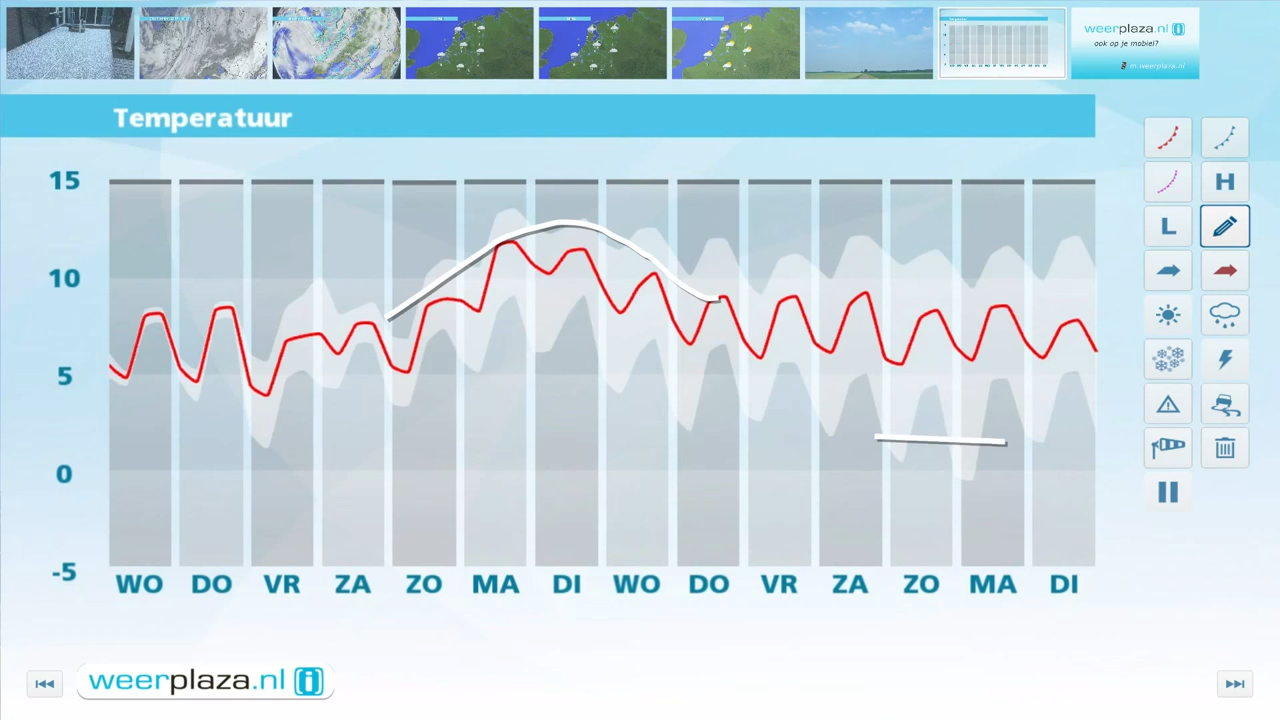 weerplaza.nl i
ook op je mobiel?
m.weerplaza.nl
Temperatuur
15
10
5
0
-5
WO DO VR ZA ZO MA DI WO DO VR ZA ZO MA DI
H
L
weerplaza.nl i